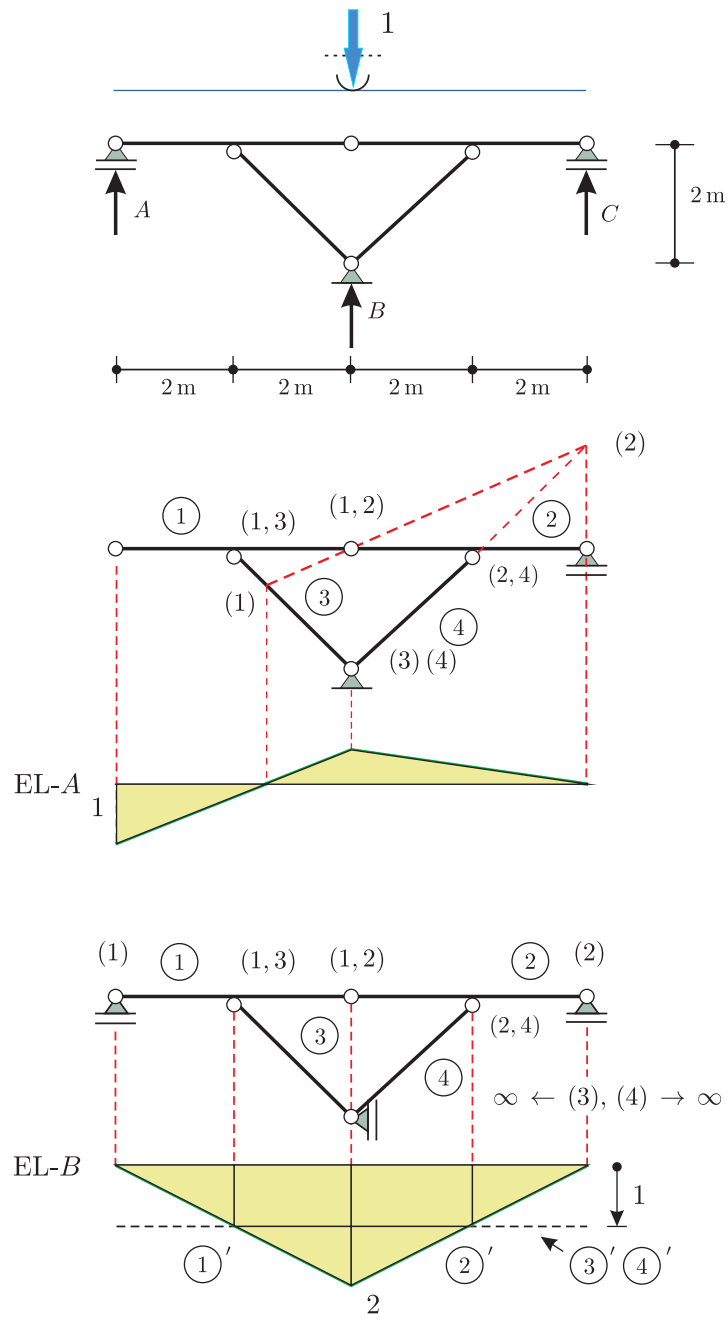 1
A
C
2 m
B
2 m 2 m 2 m 2 m
(2)
1 (1, 3) (1, 2) 2
(2, 4)
(1) 3
4
(3) (4)
EL-A
1
(1) 1 (1, 3) (1, 2) 2 (2)
3 (2, 4)
4
∞ ← (3), (4) → ∞
EL-B
1
1′ 2′ 3′ 4′
2